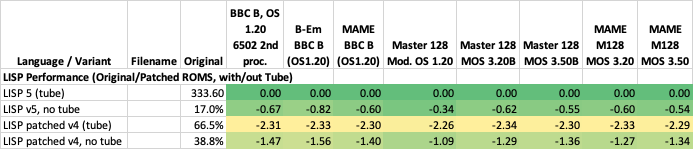 Language / Variant Filename Original BBC B, OS 1.20 6502 2nd proc. B-Em BBC B (OS1.20) MAME BBC B (OS1.20) Master 128 Mod. OS 1.20 Master 128 MOS 3.20B Master 128 MOS 3.50B MAME M128 MOS 3.20 MAME M128 MOS 3.50
LISP Performance (Original/Patched ROMS, with/out Tube)
LISP 5 (tube) 333.60 0.00 0.00 0.00 0.00 0.00 0.00 0.00 0.00
LISP v5, no tube 17.0% -0.67 -0.82 -0.60 -0.34 -0.62 -0.55 -0.60 -0.54
LISP patched v4 (tube) 66.5% -2.31 -2.33 -2.30 -2.26 -2.34 -2.30 -2.33 -2.29
LISP patched v4, no tube 38.8% -1.47 -1.56 -1.40 -1.09 -1.29 -1.36 -1.27 -1.34